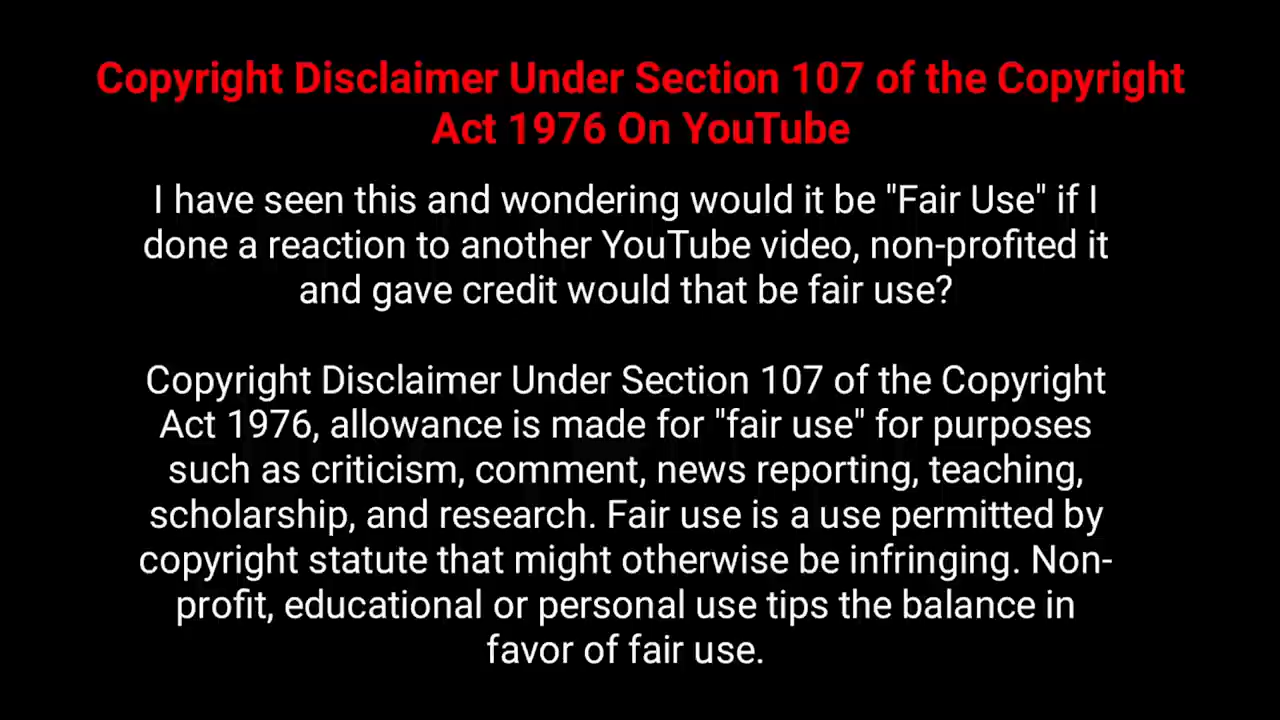 Copyright Disclaimer Under Section 107 of the Copyright
Act 1976 On YouTube
I have seen this and wondering would it be "Fair Use" if I
done a reaction to another YouTube video, non-profited it
and gave credit would that be fair use?
Copyright Disclaimer Under Section 107 of the Copyright
Act 1976, allowance is made for "fair use" for purposes
such as criticism, comment, news reporting, teaching,
scholarship, and research. Fair use is a use permitted by
copyright statute that might otherwise be infringing. Non-
profit, educational or personal use tips the balance in
favor of fair use.